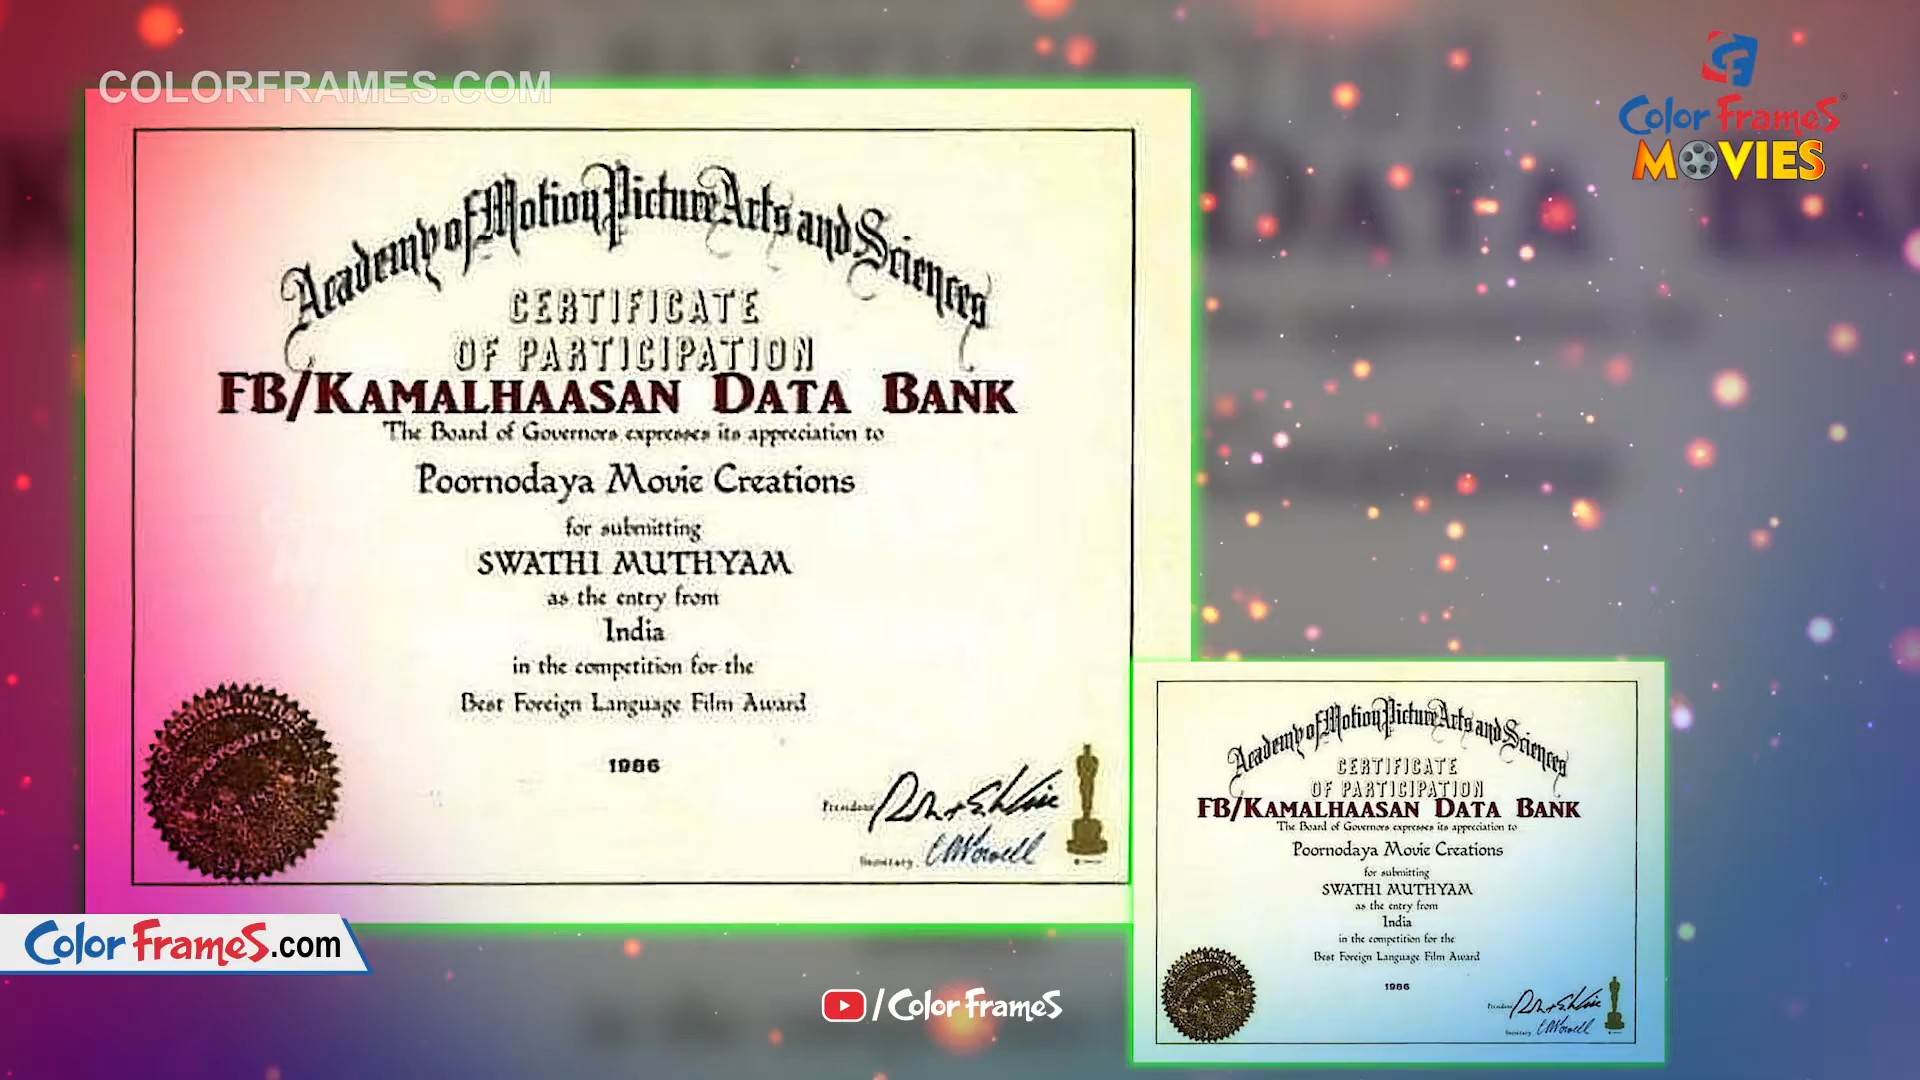 COLORFRAMES.COM
Color Frames
MOVIES
Academy of Motion Picture Arts and Sciences
CERTIFICATE
OF PARTICIPATION
FB/KAMALHAASAN DATA BANK
The Board of Governors expresses its appreciation to
Poornodaya Movie Creations
for submitting
SWATHI MUTHYAM
as the entry from
India
in the competition for the
Best Foreign Language Film Award
1986
President
Secretary
Academy of Motion Picture Arts and Sciences
CERTIFICATE
OF PARTICIPATION
FB/KAMALHAASAN DATA BANK
The Board of Governors expresses its appreciation to
Poornodaya Movie Creations
for submitting
SWATHI MUTHYAM
as the entry from
India
in the competition for the
Best Foreign Language Film Award
1986
President
Secretary
Color FrameS.com
/Color FrameS